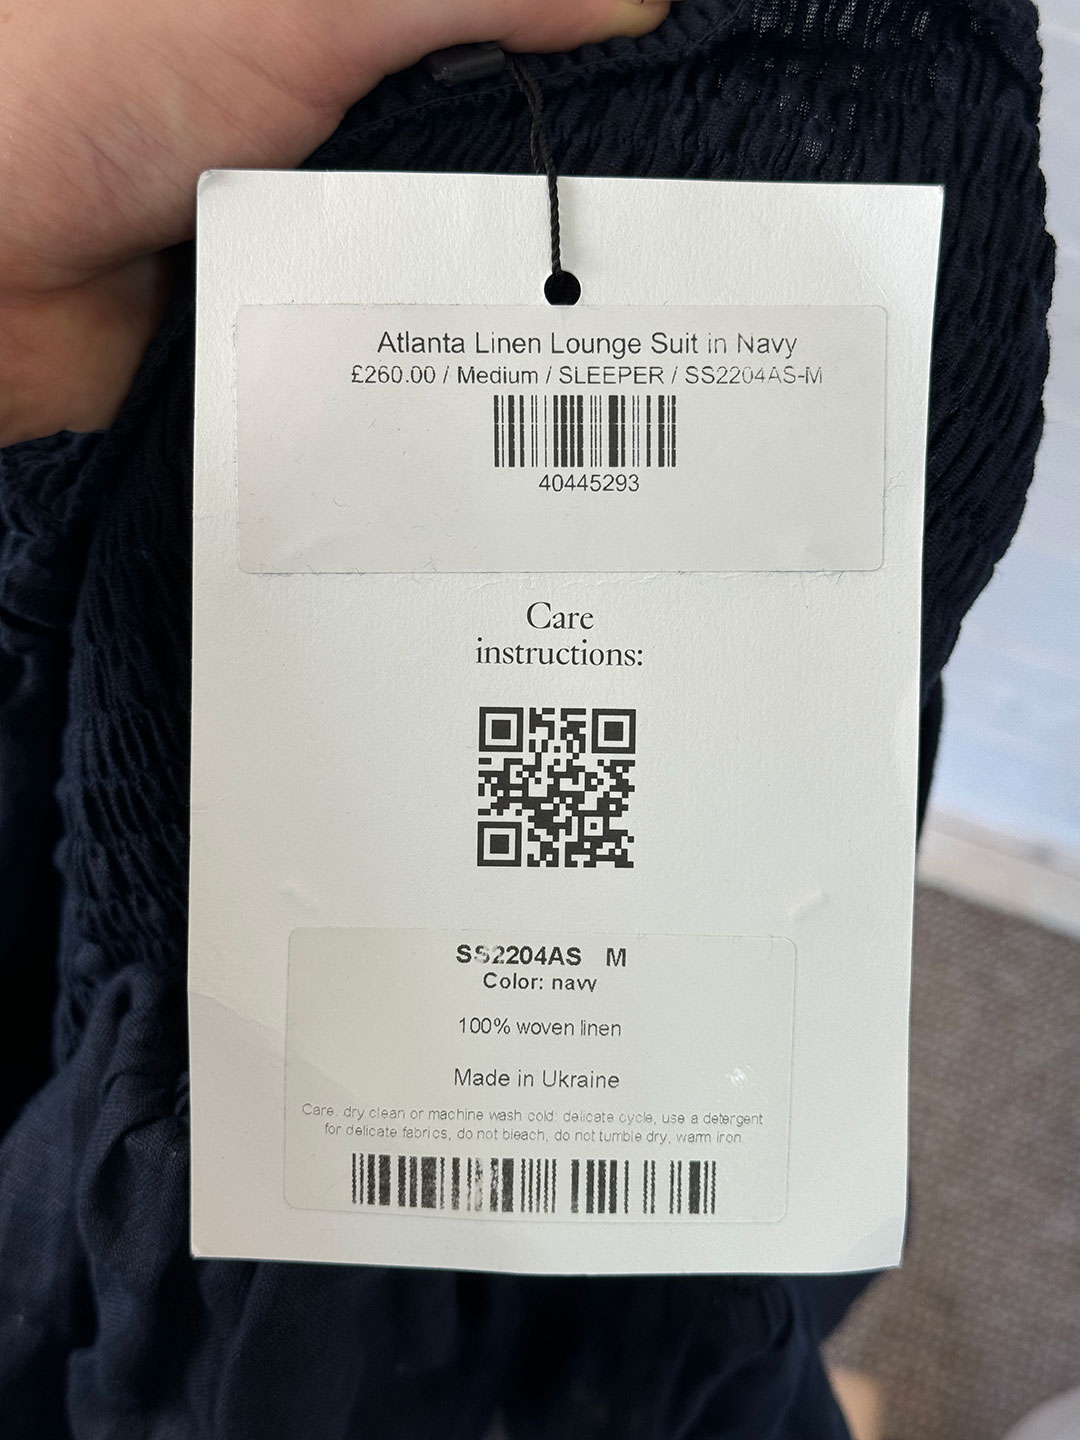 Atlanta Linen Lounge Suit in Navy
£260.00 / Medium / SLEEPER / SS2204AS-M
40445293
Care
instructions:
SS2204AS M
Color: navy
100% woven linen
Made in Ukraine
Care: dry clean or machine wash cold: delicate cycle, use a detergent
for delicate fabrics, do not bleach, do not tumble dry, warm iron.